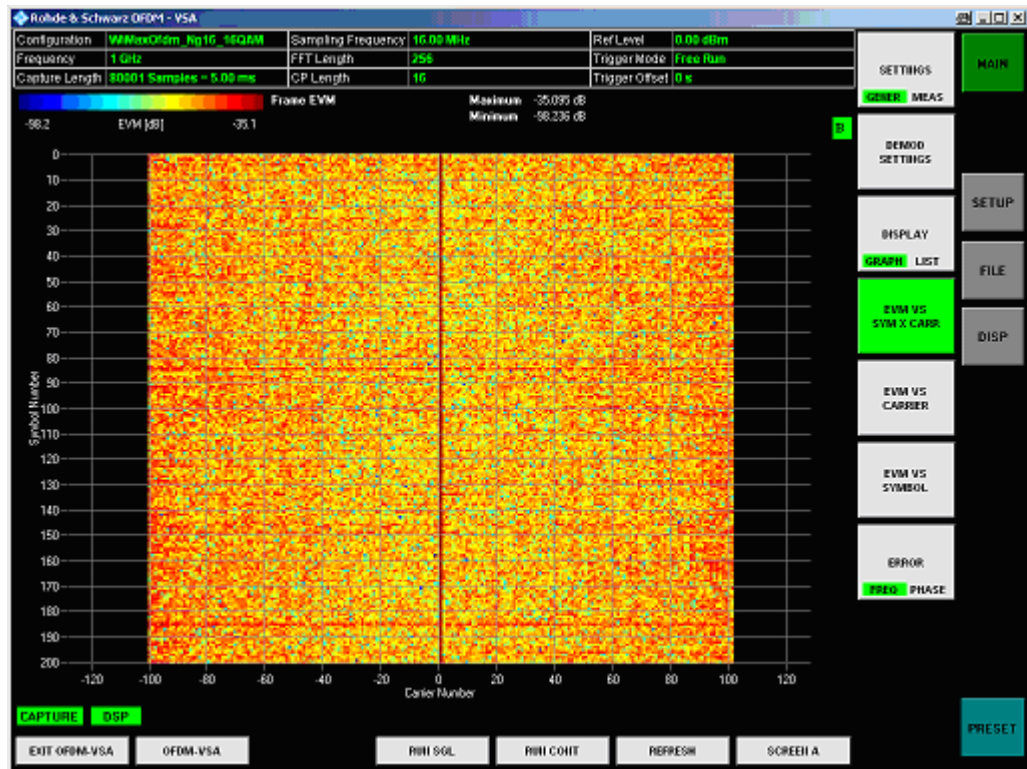 Rohde & Schwarz OFDM - VSA
Configuration WiMaxOfdm_Ng16_16QAM Sampling Frequency 16.00 MHz Ref Level 0.00 dBm
Frequency 1 GHz FFT Length 256 Trigger Mode Free Run
Capture Length 80001 Samples = 5.00 ms CP Length 16 Trigger Offset 0 s
Frame EVM Maximum -35.095 dB
Minimum -98.236 dB
-98.2 EVM [dB] -35.1
B
0
10
20
30
40
50
60
70
80
90
100
110
120
130
140
150
160
170
180
190
200
Symbol Number
-120 -100 -80 -60 -40 -20 0 20 40 60 80 100 120
Carrier Number
SETTINGS
GENER MEAS
DEMOD
SETTINGS
DISPLAY
GRAPH LIST
EVM VS
SYM X CARR
EVM VS
CARRIER
EVM VS
SYMBOL
ERROR
FREQ PHASE
MAIN
SETUP
FILE
DISP
PRESET
CAPTURE DSP
EXIT OFDM-VSA OFDM-VSA RUN SGL RUN CONT REFRESH SCREEN A